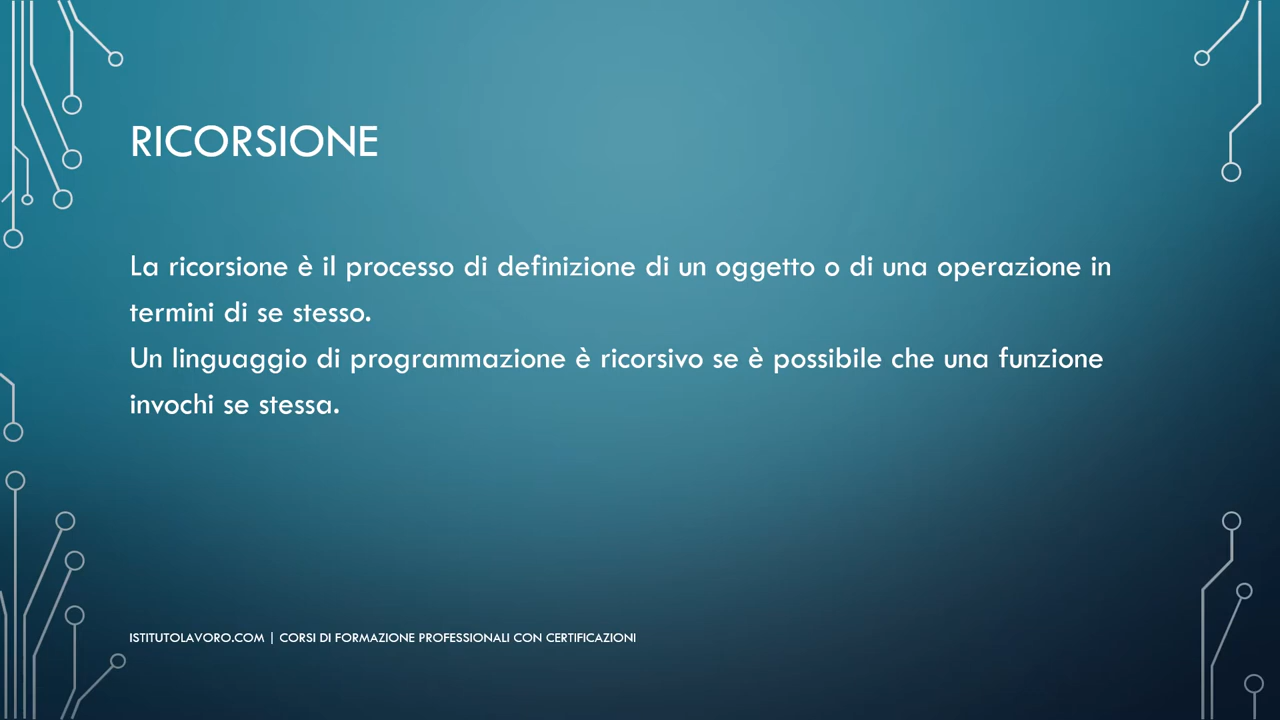 RICORSIONE
La ricorsione è il processo di definizione di un oggetto o di una operazione in
termini di se stesso.
Un linguaggio di programmazione è ricorsivo se è possibile che una funzione
invochi se stessa.
ISTITUTOLAVORO.COM | CORSI DI FORMAZIONE PROFESSIONALI CON CERTIFICAZIONI